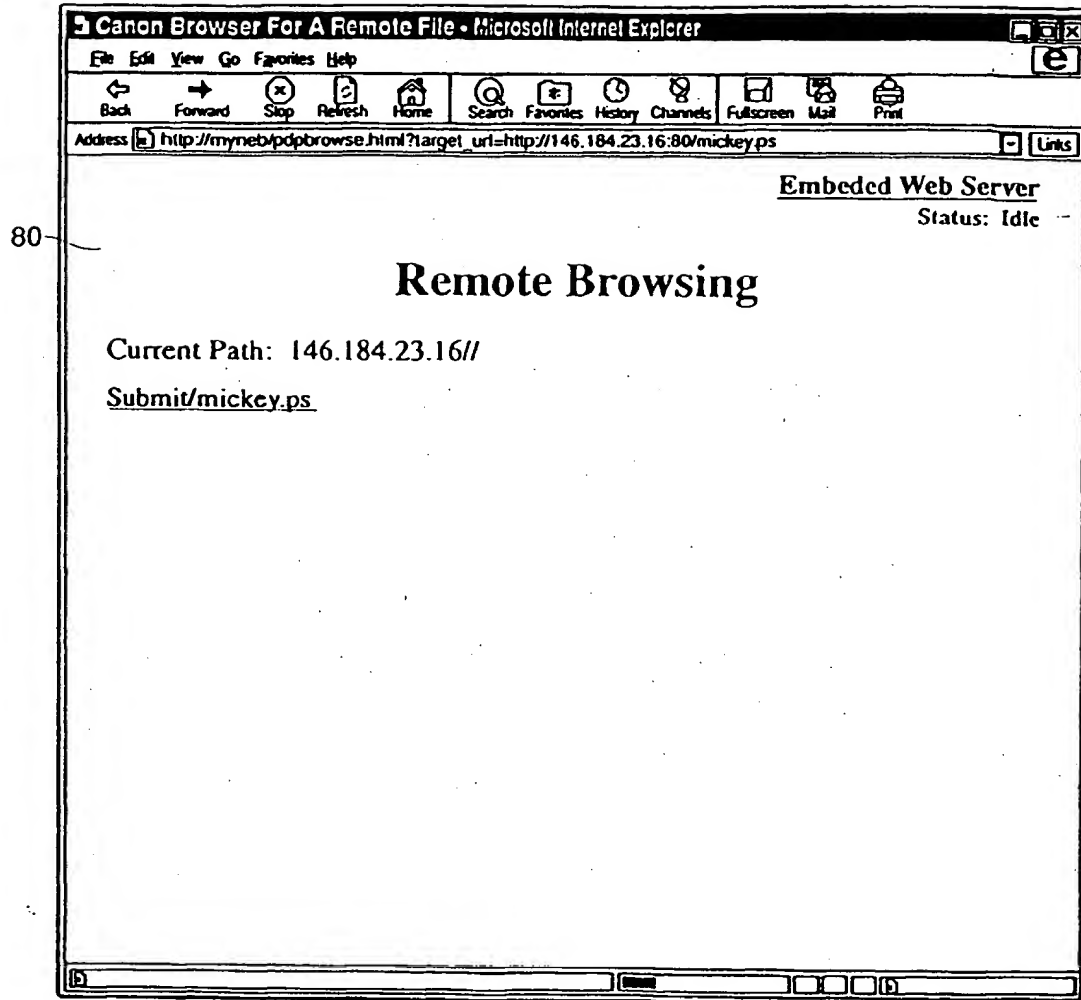 Canon Browser For A Remote File • Microsoft Internet Explorer
File Edit View Go Favorites Help
Back Forward Stop Refresh Home Search Favorites History Channels Fullscreen Mail Print
Address http://myneb/pdpbrowse.html?target_url=http://146.184.23.16:80/mickey.ps Links
Embeded Web Server
Status: Idle
80
Remote Browsing
Current Path: 146.184.23.16//
Submit/mickey.ps